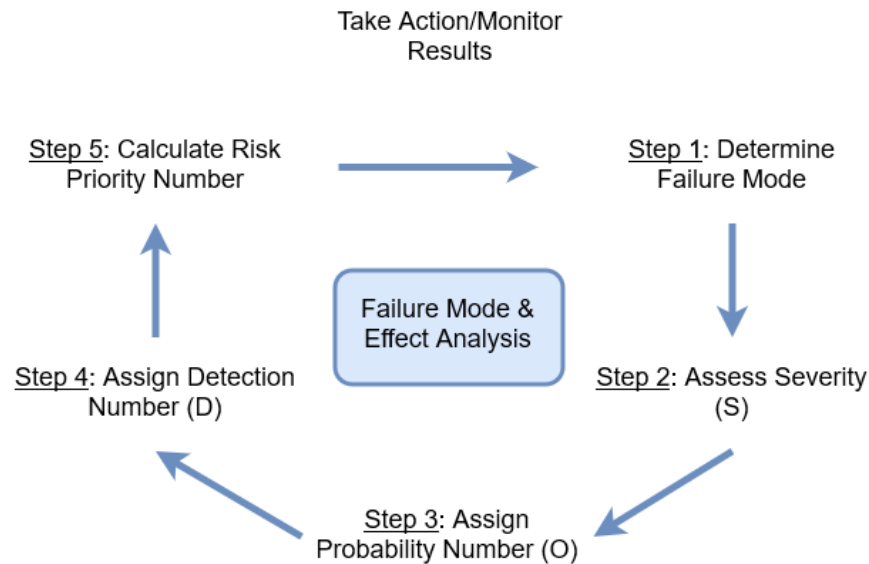 Take Action/Monitor
Results
Step 5: Calculate Risk
Priority Number
Step 1: Determine
Failure Mode
Failure Mode &
Effect Analysis
Step 4: Assign Detection
Number (D)
Step 2: Assess Severity
(S)
Step 3: Assign
Probability Number (O)